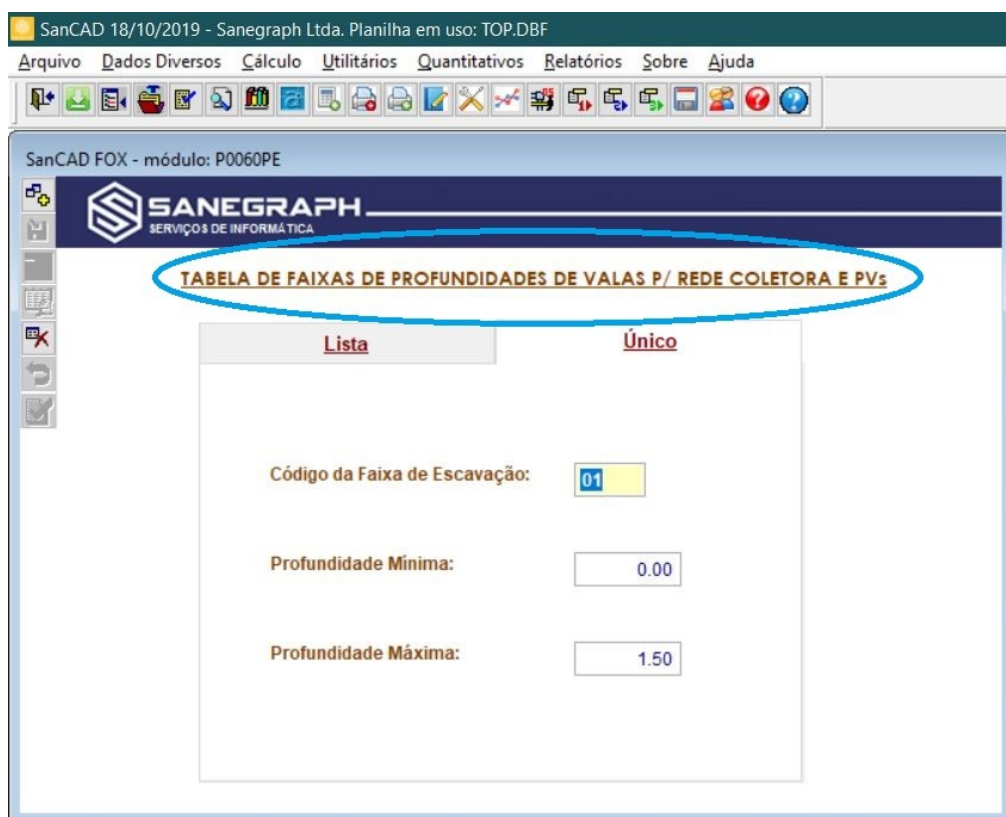 SanCAD 18/10/2019 - Sanegraph Ltda. Planilha em uso: TOP.DBF
Arquivo Dados Diversos Cálculo Utilitários Quantitativos Relatórios Sobre Ajuda
SanCAD FOX - módulo: P0060PE
SANEGRAPH
SERVIÇOS DE INFORMÁTICA
TABELA DE FAIXAS DE PROFUNDIDADES DE VALAS P/ REDE COLETORA E PVs
Lista Único
Código da Faixa de Escavação: 01
Profundidade Mínima: 0.00
Profundidade Máxima: 1.50